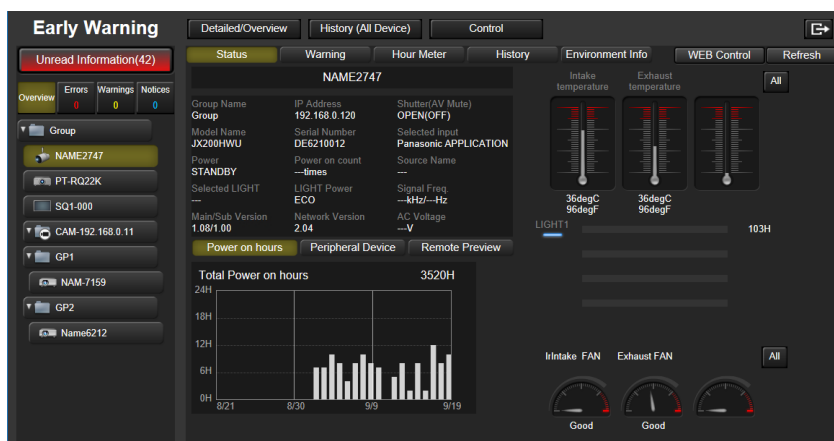 Early Warning
Detailed/Overview
History (All Device)
Control
Unread Information(42)
Status
Warning
Hour Meter
History
Environment Info
WEB Control
Refresh
Overview
Errors
0
Warnings
0
Notices
0
Group
NAME2747
PT-RQ22K
SQ1-000
CAM-192.168.0.11
GP1
NAM-7159
GP2
Name6212
NAME2747
Group Name
Group
IP Address
192.168.0.120
Shutter(AV Mute)
OPEN(OFF)
Model Name
JX200HWU
Serial Number
DE6210012
Selected input
Panasonic APPLICATION
Power
STANDBY
Power on count
---times
Source Name
---
Selected LIGHT
---
LIGHT Power
ECO
Signal Freq.
---kHz/---Hz
Main/Sub Version
1.08/1.00
Network Version
2.04
AC Voltage
---V
Power on hours
Peripheral Device
Remote Preview
Total Power on hours
3520H
24H
18H
12H
6H
0H
8/21
8/30
9/9
9/19
Intake
temperature
Exhaust
temperature
All
36degC
96degF
36degC
96degF
LIGHT1
103H
IrIntake FAN
Exhaust FAN
All
Good
Good